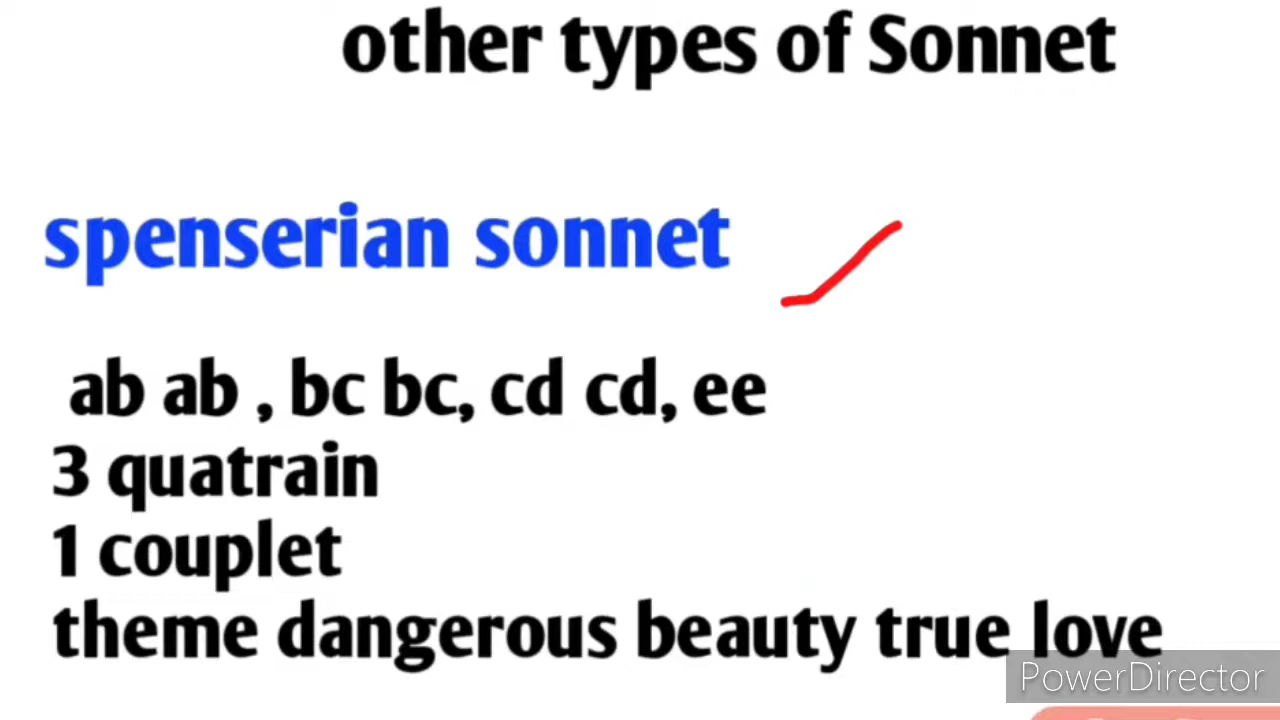 other types of Sonnet
spenserian sonnet
ab ab , bc bc, cd cd, ee
3 quatrain
1 couplet
theme dangerous beauty true love
PowerDirector